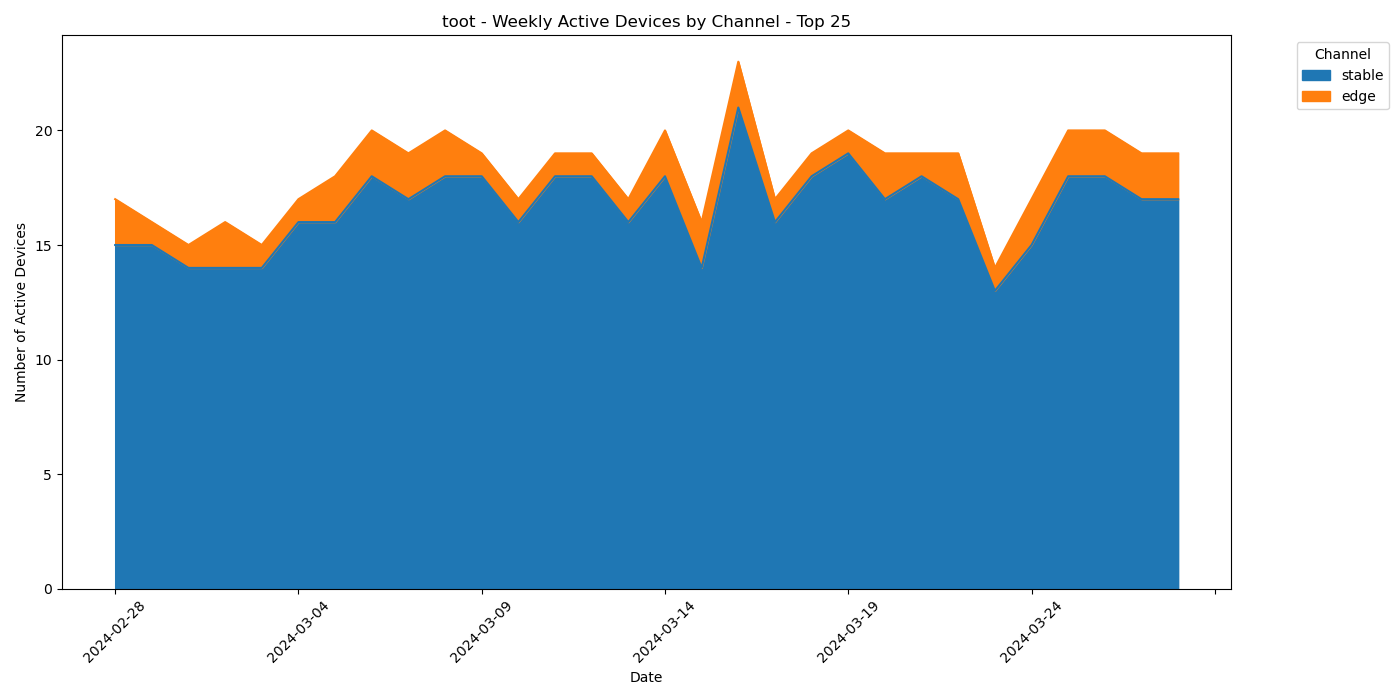 toot - Weekly Active Devices by Channel - Top 25
Channel
stable
edge
Number of Active Devices
20
15
10
5
0
2024-02-28
2024-03-04
2024-03-09
2024-03-14
2024-03-19
2024-03-24
Date